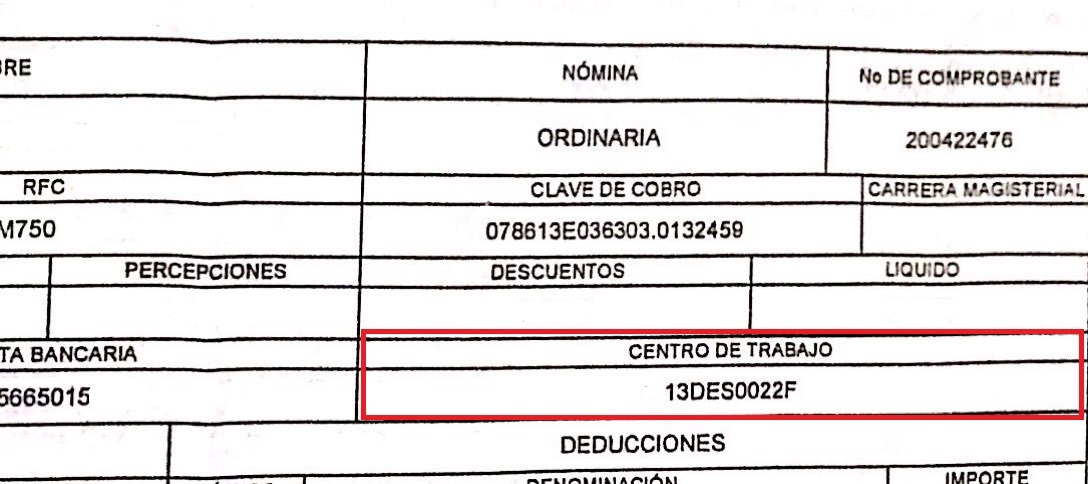 BRE NÓMINA No DE COMPROBANTE
ORDINARIA 200422476
RFC CLAVE DE COBRO CARRERA MAGISTERIAL
M750 078613E036303.0132459
PERCEPCIONES DESCUENTOS LIQUIDO
TA BANCARIA CENTRO DE TRABAJO
5665015 13DES0022F
DEDUCCIONES
DENOMINACIÓN IMPORTE